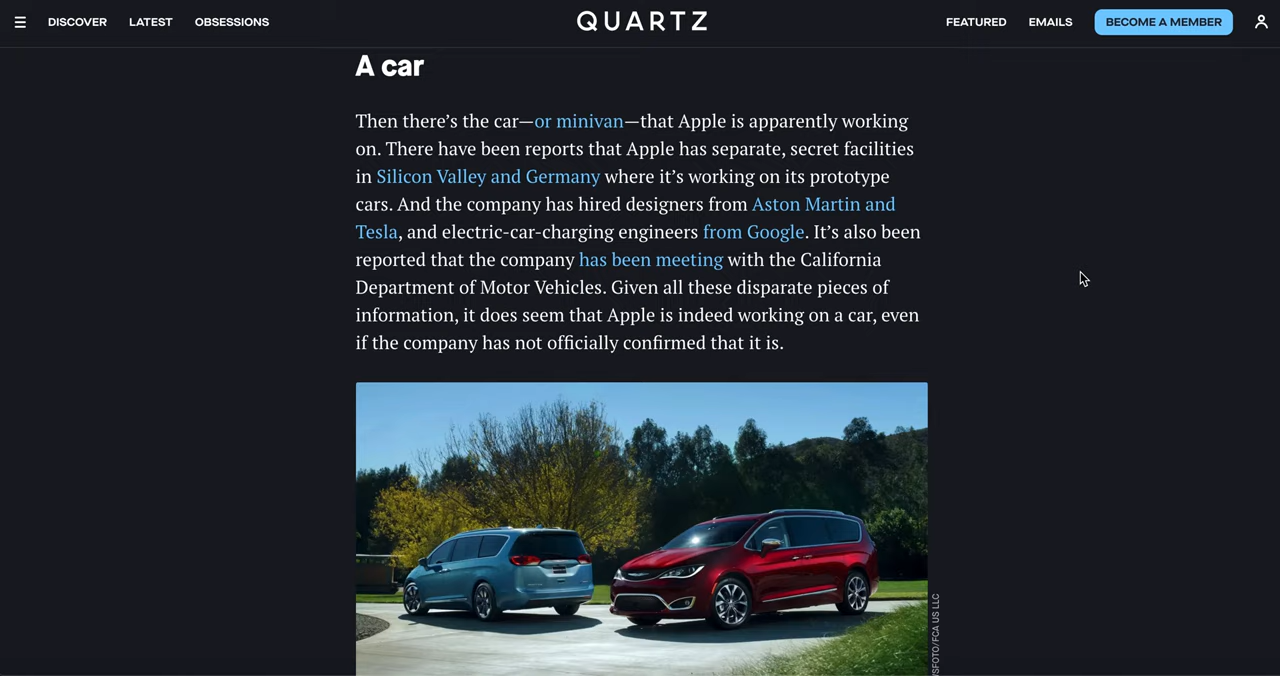 DISCOVER LATEST OBSESSIONS QUARTZ FEATURED EMAILS BECOME A MEMBER
A car
Then there’s the car—or minivan—that Apple is apparently working
on. There have been reports that Apple has separate, secret facilities
in Silicon Valley and Germany where it’s working on its prototype
cars. And the company has hired designers from Aston Martin and
Tesla, and electric-car-charging engineers from Google. It’s also been
reported that the company has been meeting with the California
Department of Motor Vehicles. Given all these disparate pieces of
information, it does seem that Apple is indeed working on a car, even
if the company has not officially confirmed that it is.
/FCA US LLC